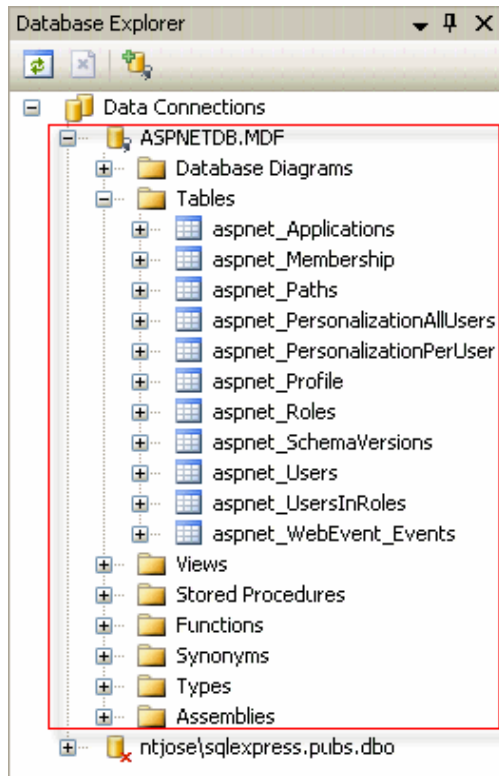 Database Explorer
Data Connections
ASPNETDB.MDF
Database Diagrams
Tables
aspnet_Applications
aspnet_Membership
aspnet_Paths
aspnet_PersonalizationAllUsers
aspnet_PersonalizationPerUser
aspnet_Profile
aspnet_Roles
aspnet_SchemaVersions
aspnet_Users
aspnet_UsersInRoles
aspnet_WebEvent_Events
Views
Stored Procedures
Functions
Synonyms
Types
Assemblies
ntjose\sqlexpress.pubs.dbo